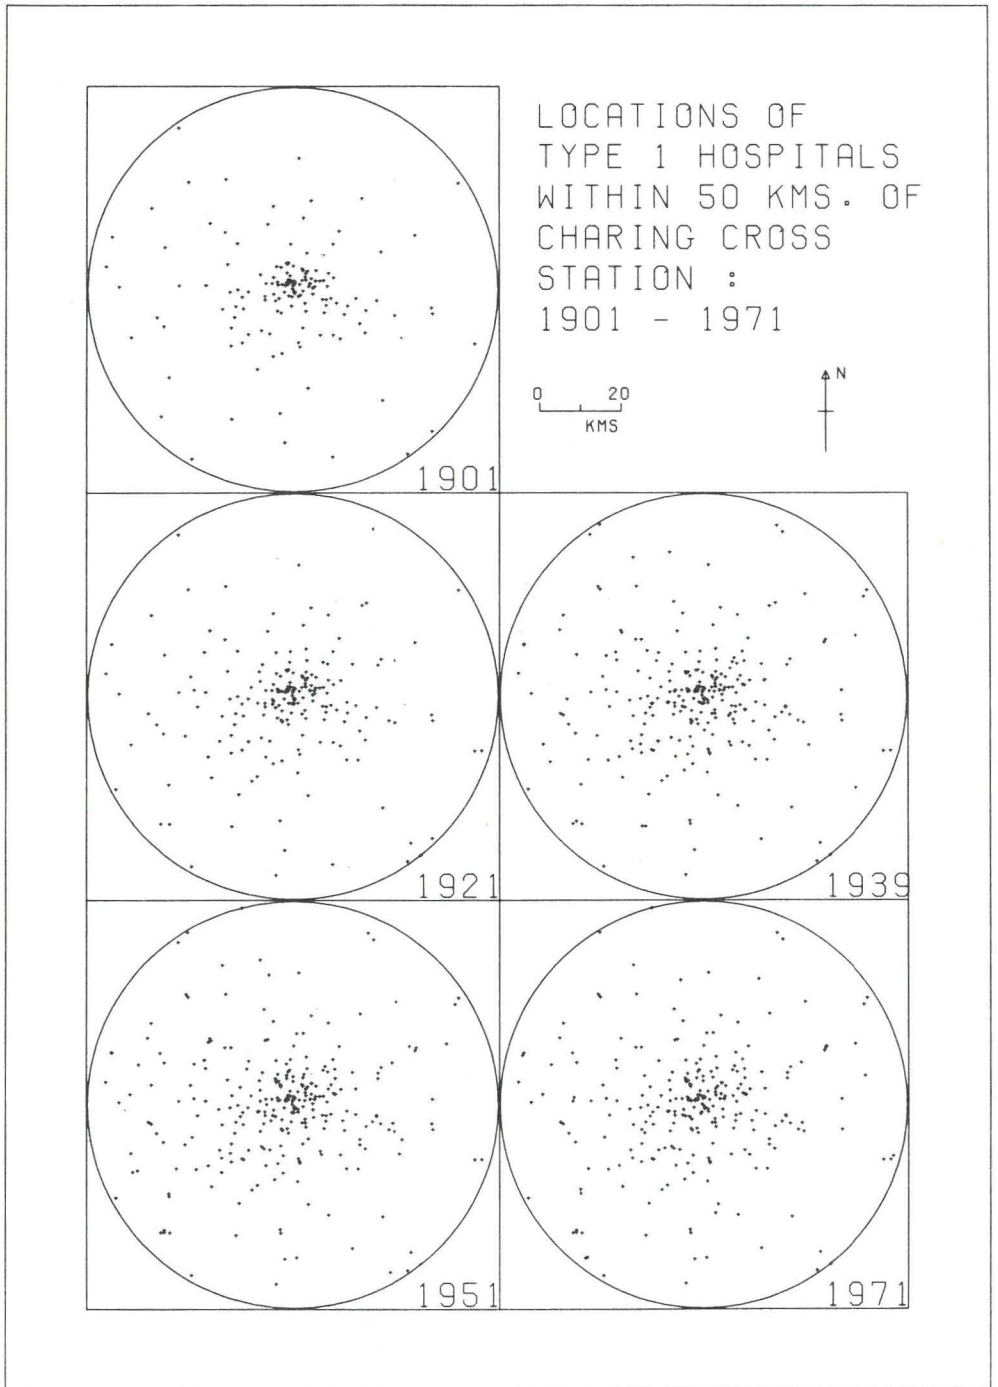 LOCATIONS OF
TYPE 1 HOSPITALS
WITHIN 50 KMS. OF
CHARING CROSS
STATION :
1901 - 1971
0 20
KMS
N
1901
1921
1939
1951
1971